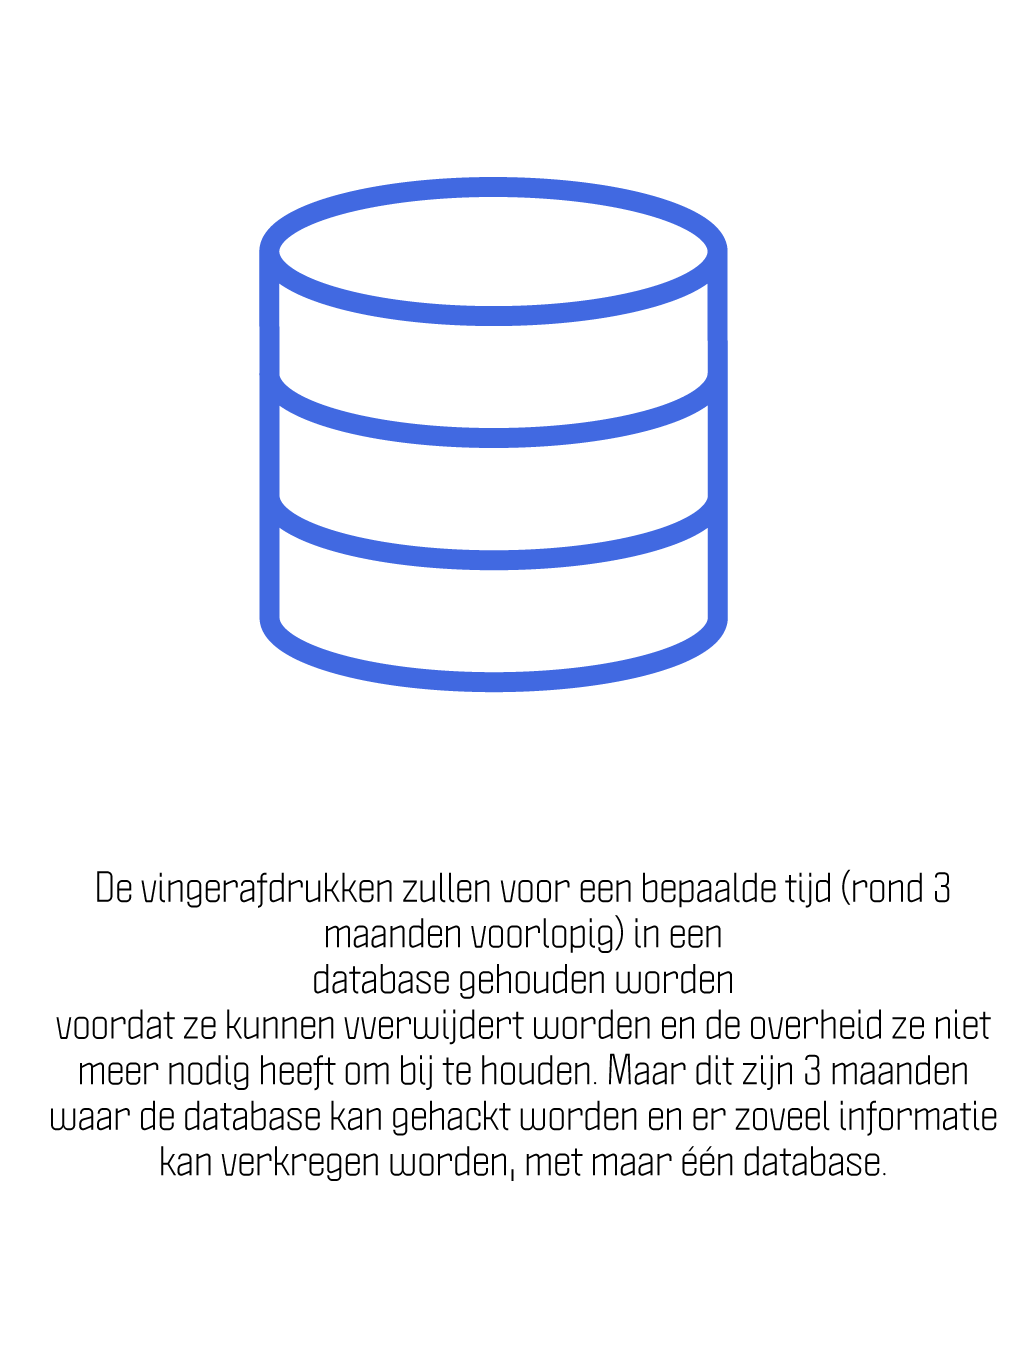 De vingerafdrukken zullen voor een bepaalde tijd (rond 3
maanden voorlopig) in een
database gehouden worden
voordat ze kunnen vverwijdert worden en de overheid ze niet
meer nodig heeft om bij te houden. Maar dit zijn 3 maanden
waar de database kan gehackt worden en er zoveel informatie
kan verkregen worden, met maar één database.